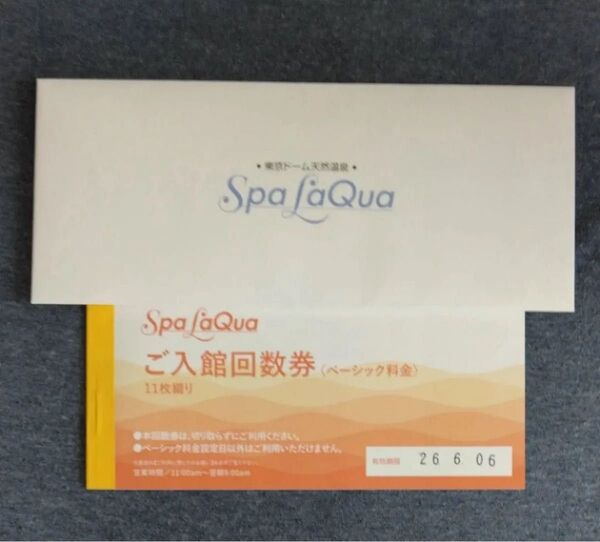 • 東京ドーム天然温泉 •
Spa LaQua
Spa LaQua
ご入館回数券〈ベーシック料金〉
11枚綴り
●本回数券は、切り取らずにご利用ください。
●ベーシック料金設定日以外はご利用いただけません。
営業時間／11:00am〜翌朝9:00am
有効期限 26. 6. 06